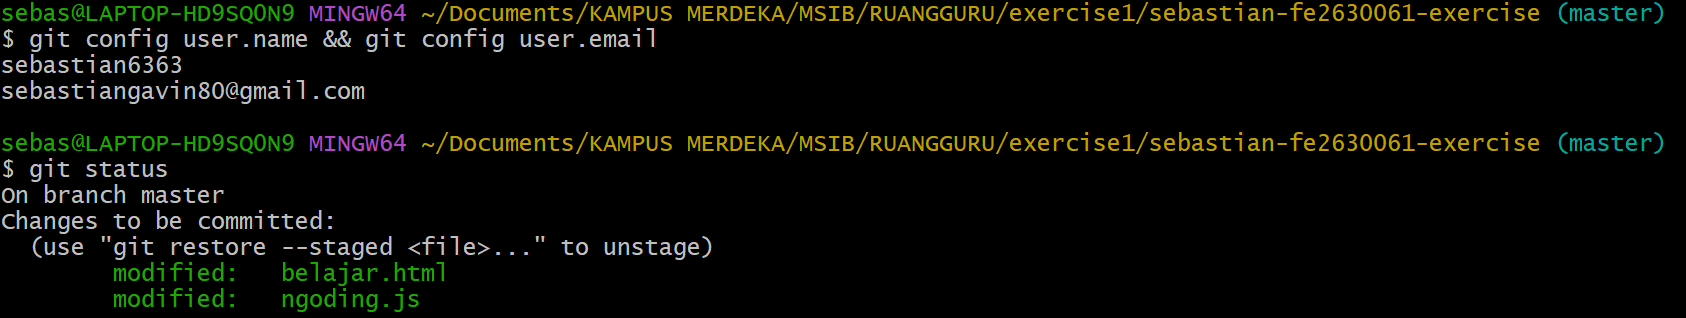 sebas@LAPTOP-HD9SQ0N9 MINGW64 ~/Documents/KAMPUS MERDEKA/MSIB/RUANGGURU/exercise1/sebastian-fe2630061-exercise (master)
$ git config user.name && git config user.email
sebastian6363
sebastiangavin80@gmail.com
sebas@LAPTOP-HD9SQ0N9 MINGW64 ~/Documents/KAMPUS MERDEKA/MSIB/RUANGGURU/exercise1/sebastian-fe2630061-exercise (master)
$ git status
On branch master
Changes to be committed:
  (use "git restore --staged <file>..." to unstage)
        modified:   belajar.html
        modified:   ngoding.js